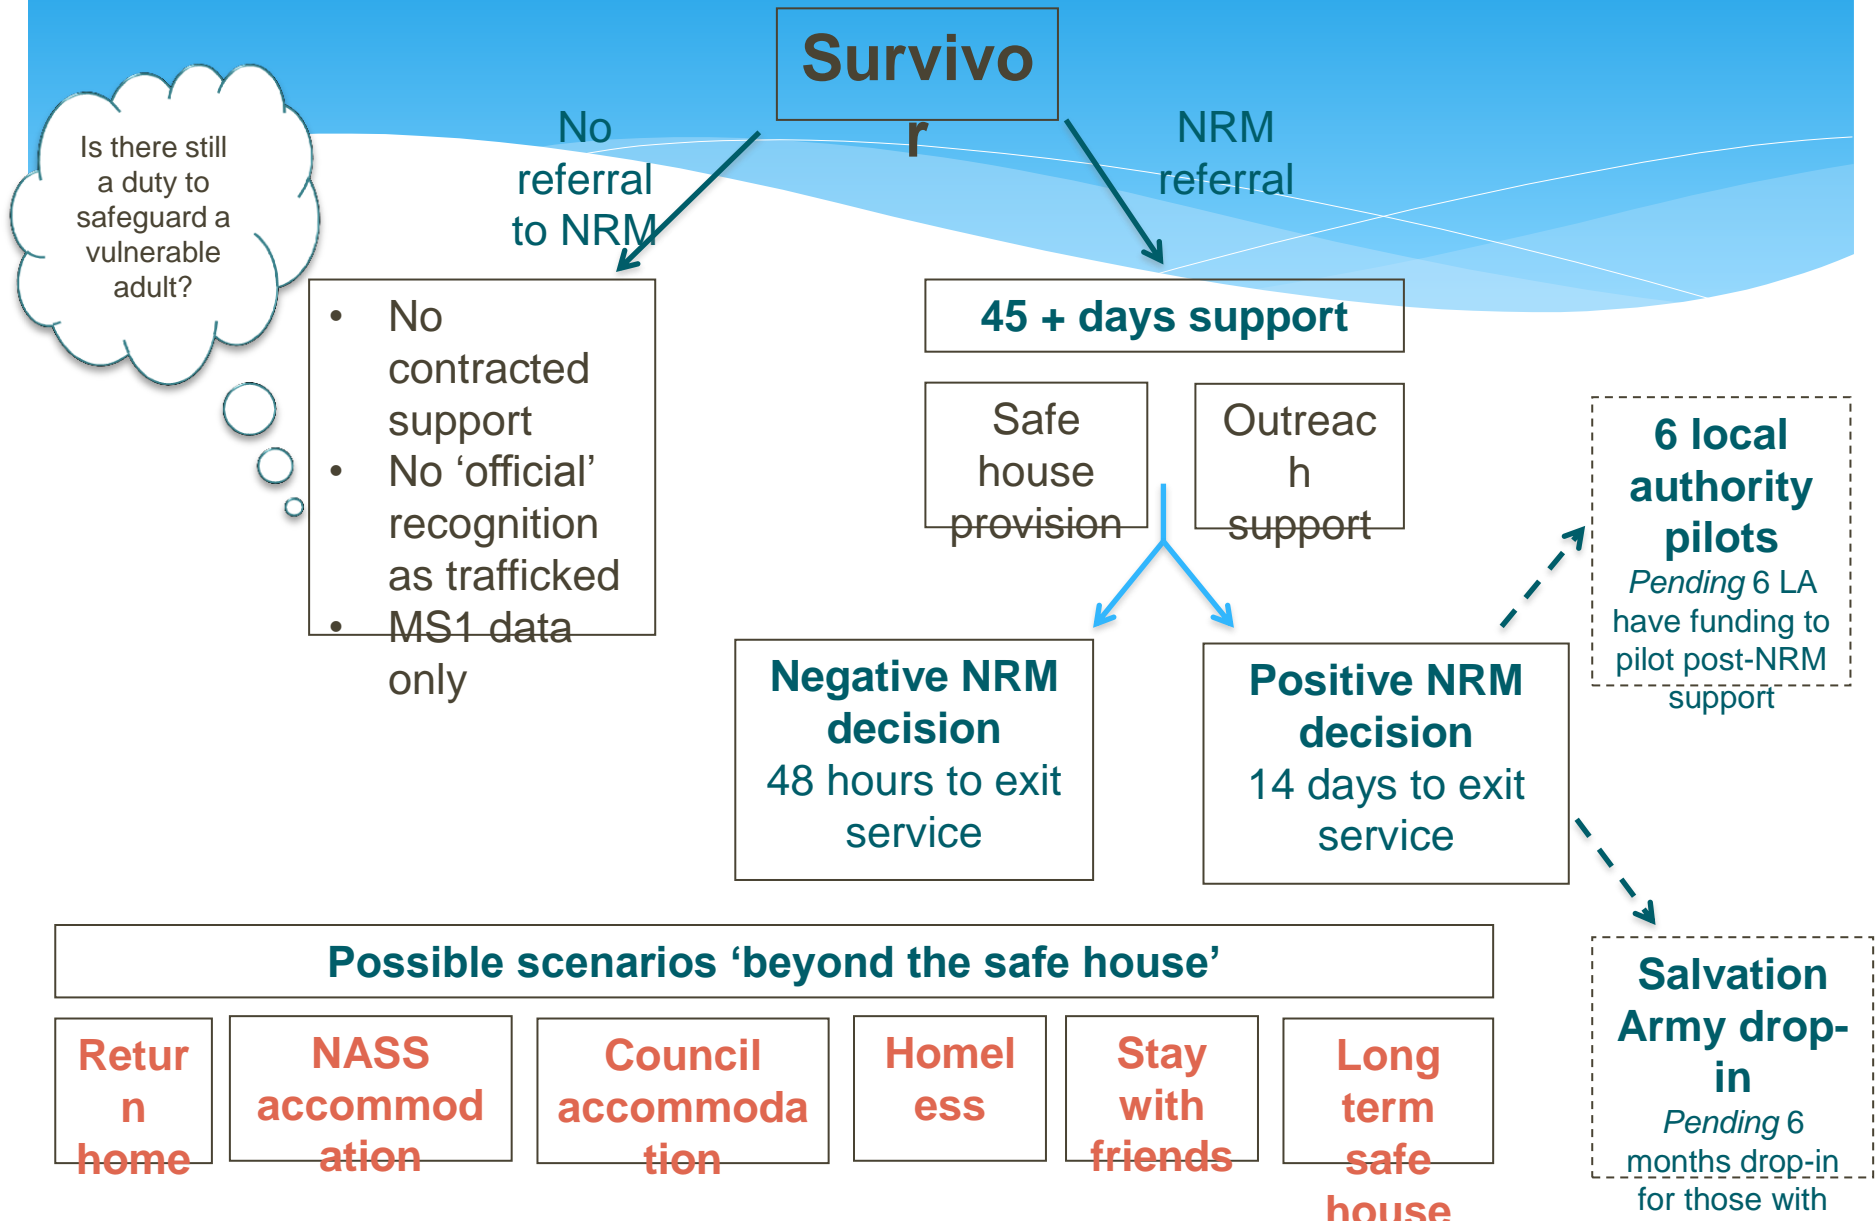 Survivo
r
No
referral
to NRM
NRM
referral
Is there still
a duty to
safeguard a
vulnerable
adult?
• No
contracted
support
• No ‘official’
recognition
as trafficked
• MS1 data
only
45 + days support
Safe
house
provision
Outreac
h
support
6 local
authority
pilots
Pending 6 LA
have funding to
pilot post-NRM
support
Negative NRM
decision
48 hours to exit
service
Positive NRM
decision
14 days to exit
service
Possible scenarios ‘beyond the safe house’
Retur
n
home
NASS
accommod
ation
Council
accommoda
tion
Homel
ess
Stay
with
friends
Long
term
safe
house
Salvation
Army drop-
in
Pending 6
months drop-in
for those with